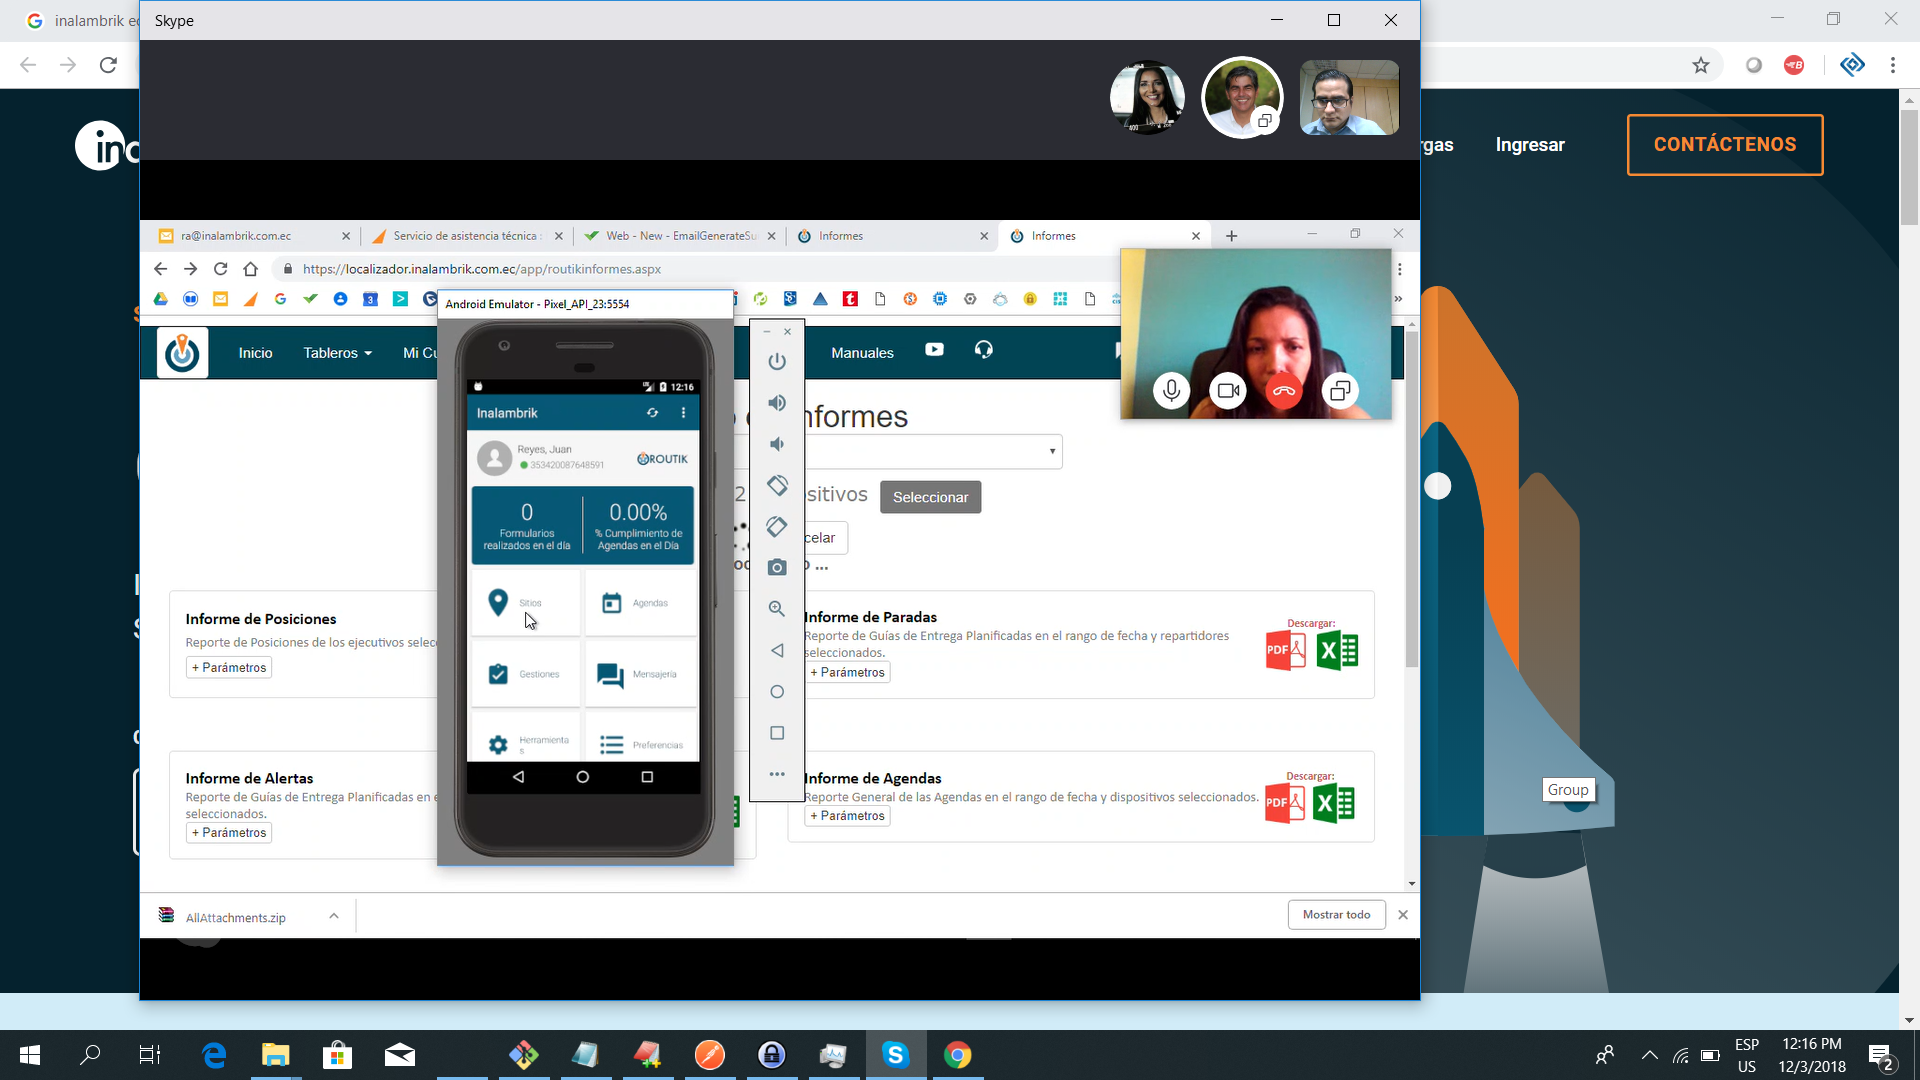 inalambrik ec
Skype
400
in
rgas
Ingresar
CONTÁCTENOS
ra@inalambrik.com.ec
Servicio de asistencia técnica :
Web - New - EmailGenerateSu
Informes
Informes
https://localizador.inalambrik.com.ec/app/routikinformes.aspx
Android Emulator - Pixel_API_23:5554
Inicio
Tableros
Mi Cu
Manuales
12:16
Inalambrik
nformes
Reyes, Juan
353420087648591
ROUTIK
2
sitivos
Seleccionar
0
Formularios
realizados en el día
0.00%
% Cumplimiento de
Agendas en el Día
celar
...
Sitios
Agendas
Gestiones
Mensajería
Herramienta
s
Preferencias
Informe de Posiciones
Reporte de Posiciones de los ejecutivos selec
+ Parámetros
Informe de Paradas
Reporte de Guías de Entrega Planificadas en el rango de fecha y repartidores
seleccionados.
+ Parámetros
Descargar:
PDF
X
Informe de Alertas
Reporte de Guías de Entrega Planificadas en e
seleccionados.
+ Parámetros
Informe de Agendas
Reporte General de las Agendas en el rango de fecha y dispositivos seleccionados.
+ Parámetros
Descargar:
PDF
X
Group
AllAttachments.zip
Mostrar todo
ESP
US
12:16 PM
12/3/2018
2